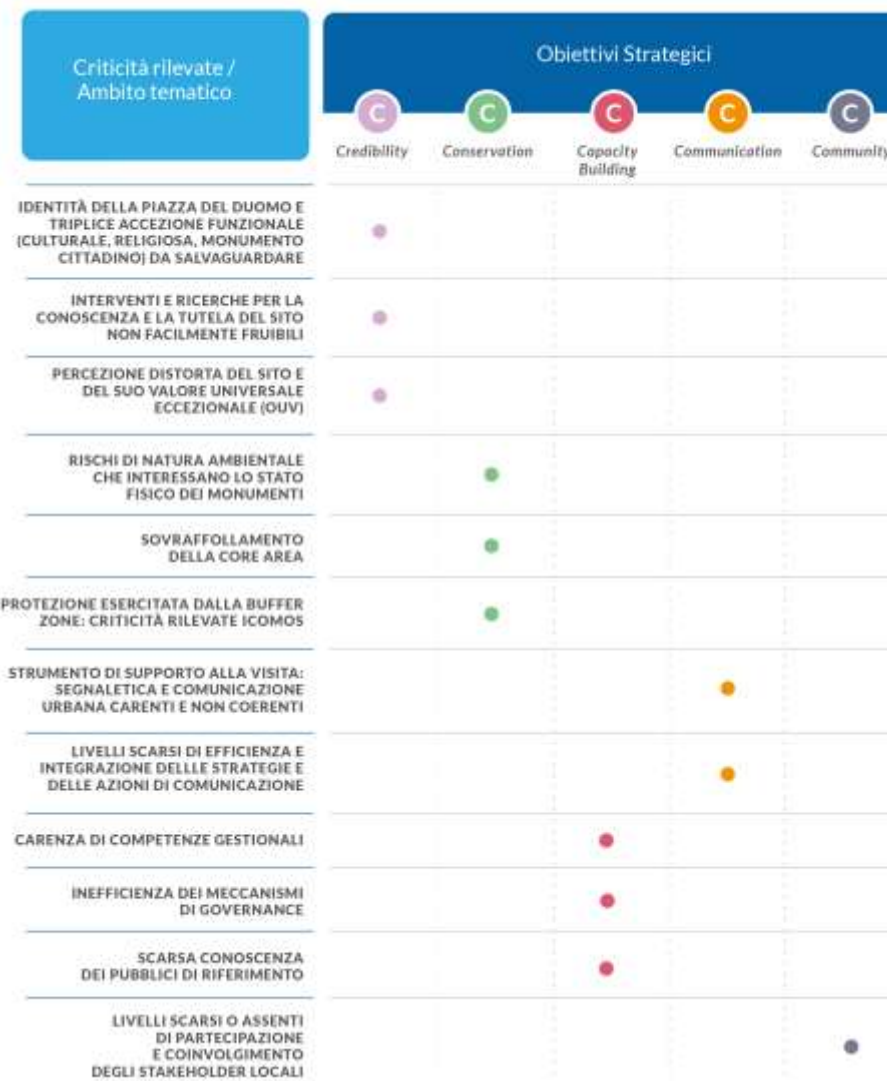 Criticità rilevate /
Ambito tematico
Obiettivi Strategici
C
C
C
C
C
Credibility
Conservation
Capacity
Building
Communication
Community
IDENTITÀ DELLA PIAZZA DEL DUOMO E
TRIPLICE ACCEZIONE FUNZIONALE
(CULTURALE, RELIGIOSA, MONUMENTO
CITTADINO) DA SALVAGUARDARE
INTERVENTI E RICERCHE PER LA
CONOSCENZA E LA TUTELA DEL SITO
NON FACILMENTE FRUIBILI
PERCEZIONE DISTORTA DEL SITO E
DEL SUO VALORE UNIVERSALE
ECCEZIONALE (OUV)
RISCHI DI NATURA AMBIENTALE
CHE INTERESSANO LO STATO
FISICO DEI MONUMENTI
SOVRAFFOLLAMENTO
DELLA CORE AREA
PROTEZIONE ESERCITATA DALLA BUFFER
ZONE: CRITICITÀ RILEVATE ICOMOS
STRUMENTO DI SUPPORTO ALLA VISITA:
SEGNALETICA E COMUNICAZIONE
URBANA CARENTI E NON COERENTI
LIVELLI SCARSI DI EFFICIENZA E
INTEGRAZIONE DELLLE STRATEGIE E
DELLE AZIONI DI COMUNICAZIONE
CARENZA DI COMPETENZE GESTIONALI
INEFFICIENZA DEI MECCANISMI
DI GOVERNANCE
SCARSA CONOSCENZA
DEI PUBBLICI DI RIFERIMENTO
LIVELLI SCARSI O ASSENTI
DI PARTECIPAZIONE
E COINVOLGIMENTO
DEGLI STAKEHOLDER LOCALI